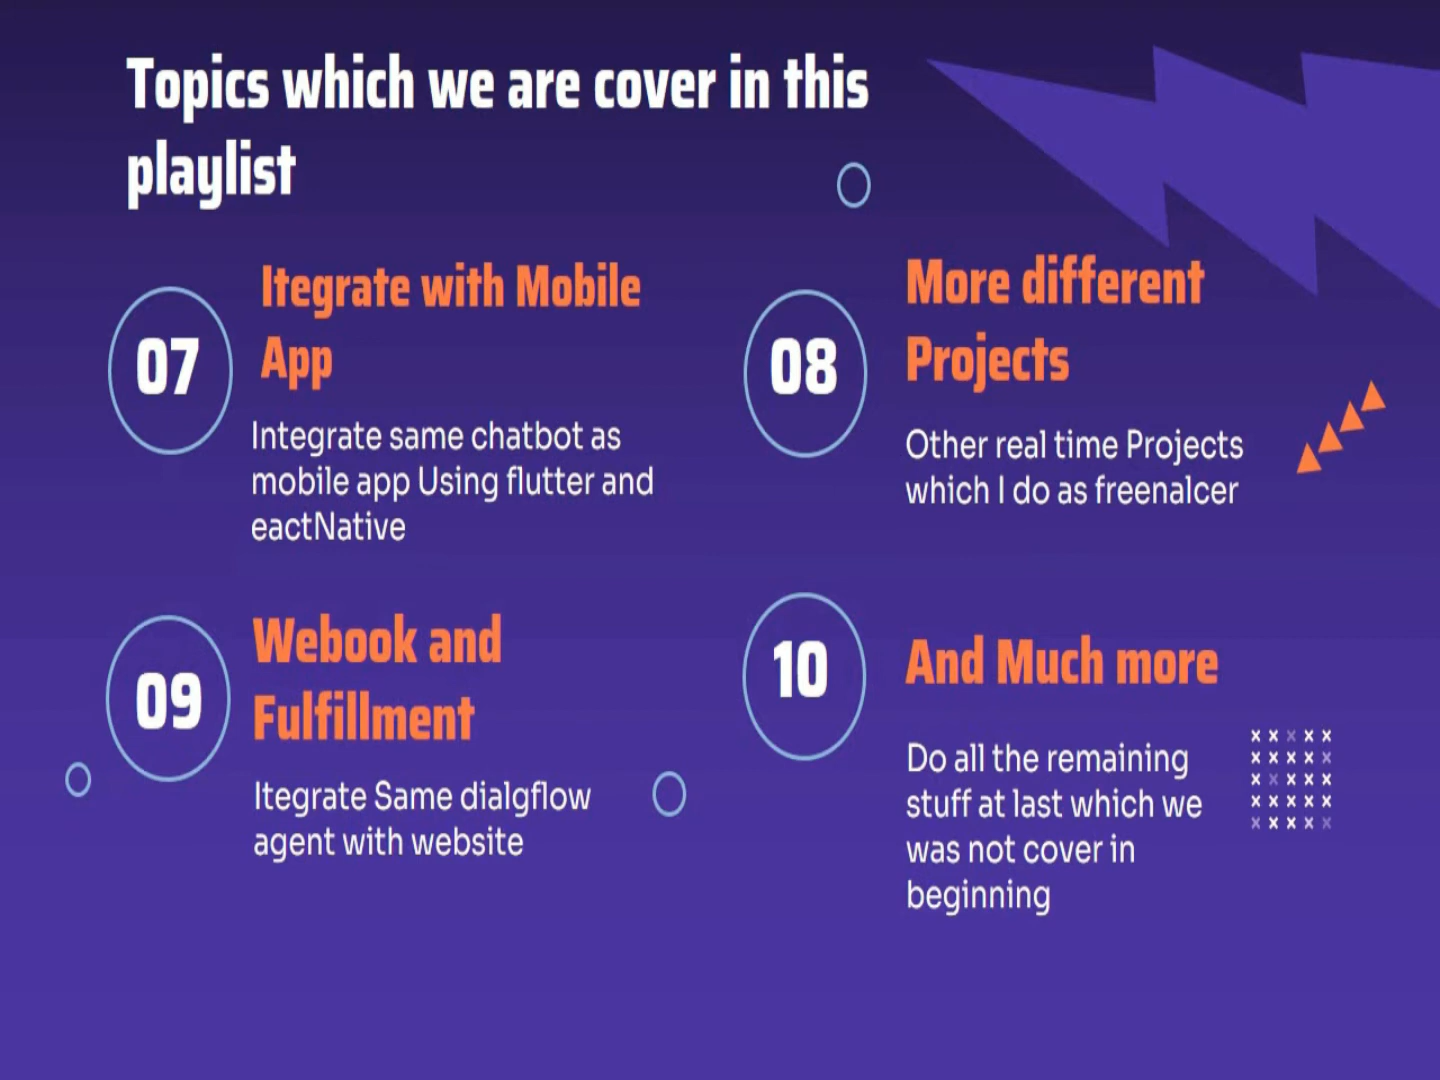 Topics which we are cover in this
playlist
07
Itegrate with Mobile
App
Integrate same chatbot as
mobile app Using flutter and
eactNative
08
More different
Projects
Other real time Projects
which I do as freenalcer
09
Webook and
Fulfillment
Itegrate Same dialgflow
agent with website
10
And Much more
Do all the remaining
stuff at last which we
was not cover in
beginning